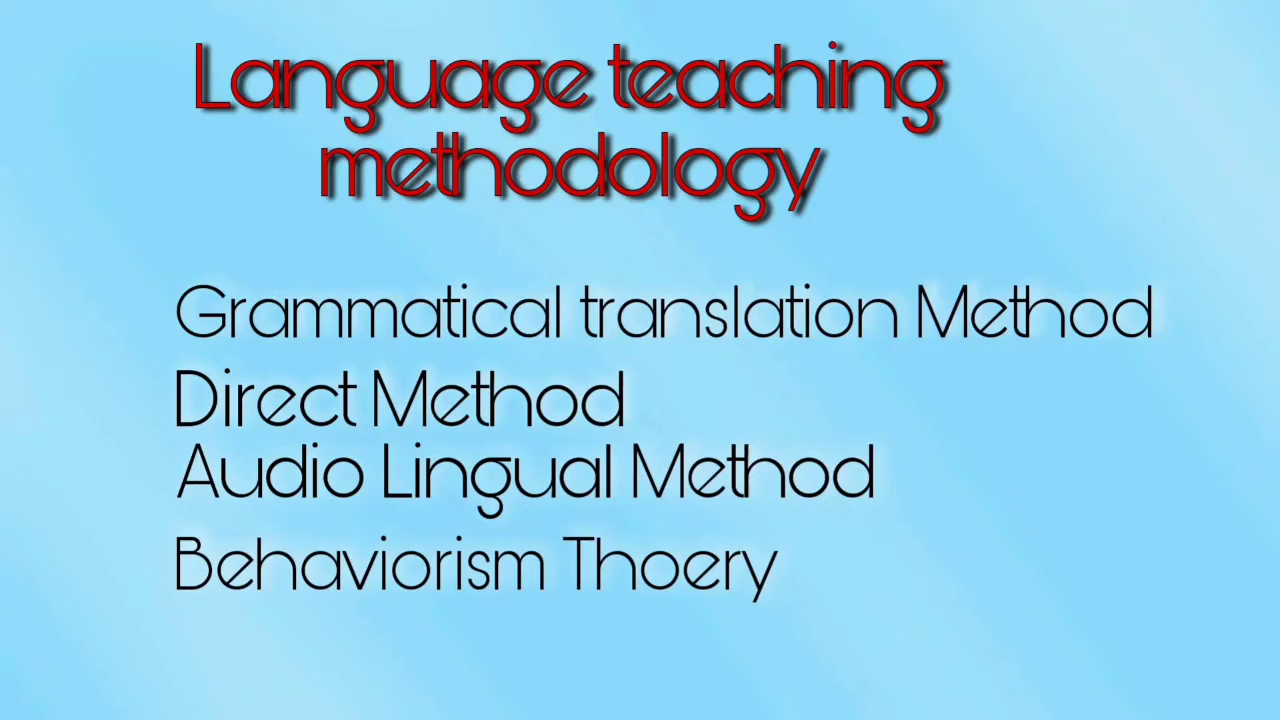 Language teaching
methodology
Grammatical translation Method
Direct Method
Audio Lingual Method
Behaviorism Thoery